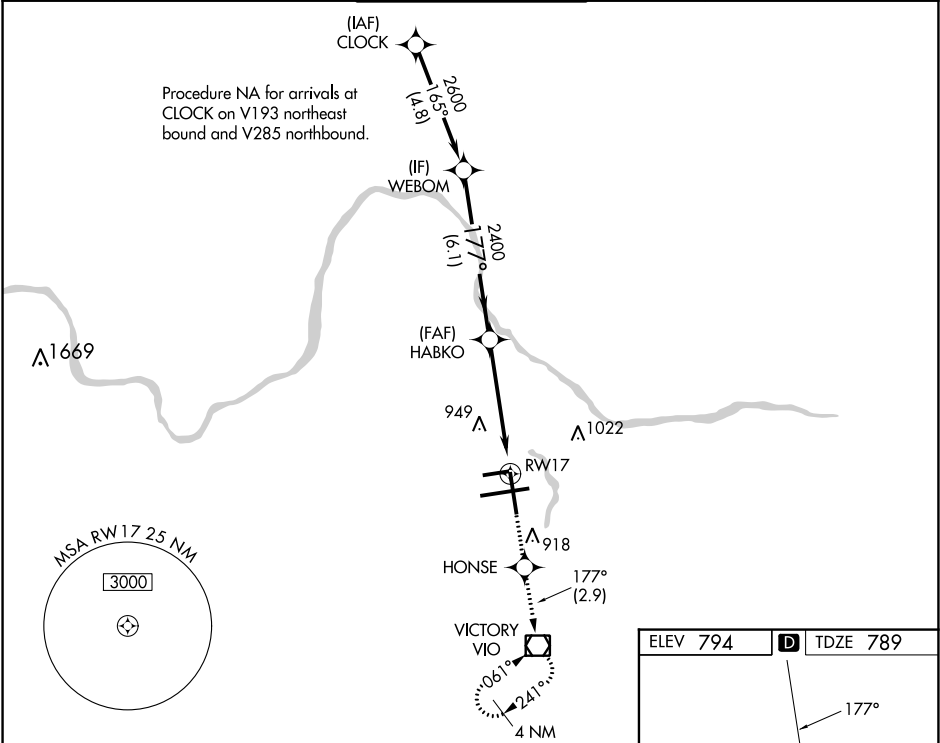 (IAF)
CLOCK
2600
165°
(4.8)
Procedure NA for arrivals at
CLOCK on V193 northeast
bound and V285 northbound.
(IF)
WEBOM
2400
177°
(6.1)
(FAF)
HABKO
1669
949
1022
RW17
918
HONSE
177°
(2.9)
MSA RW17 25 NM
3000
VICTORY
VIO
061°
241°
4 NM
ELEV 794
D
TDZE 789
177°